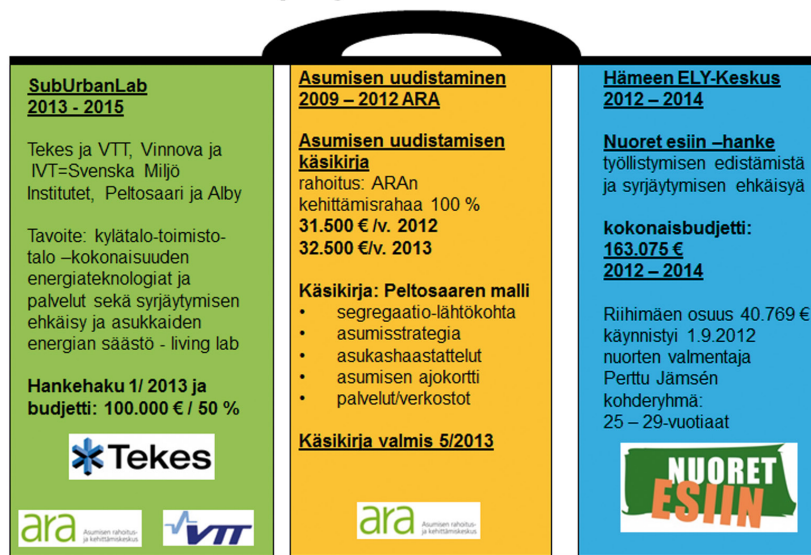 SubUrbanLab
2013 - 2015
Tekes ja VTT, Vinnova ja
IVT=Svenska Miljö
Institutet, Peltosaari ja Alby
Tavoite: kylätalo-toimisto-
talo –kokonaisuuden
energiateknologiat ja
palvelut sekä syrjäytymisen
ehkäisy ja asukkaiden
energian säästö - living lab
Hankehaku 1/ 2013 ja
budjetti: 100.000 € / 50 %
Tekes
ara Asumisen rahoitus-
ja kehittämiskeskus
VTT
Asumisen uudistaminen
2009 – 2012 ARA
Asumisen uudistamisen
käsikirja
rahoitus: ARAn
kehittämisrahaa 100 %
31.500 € /v. 2012
32.500 €/v. 2013
Käsikirja: Peltosaaren malli
• segregaatio-lähtökohta
• asumisstrategia
• asukashaastattelut
• asumisen ajokortti
• palvelut/verkostot
Käsikirja valmis 5/2013
ara Asumisen rahoitus-
ja kehittämiskeskus
Hämeen ELY-Keskus
2012 – 2014
Nuoret esiin –hanke
työllistymisen edistämistä
ja syrjäytymisen ehkäisyä
kokonaisbudjetti:
163.075 €
2012 – 2014
Riihimäen osuus 40.769 €
käynnistyi 1.9.2012
nuorten valmentaja
Perttu Jämsén
kohderyhmä:
25 – 29-vuotiaat
NUORET
ESIIN